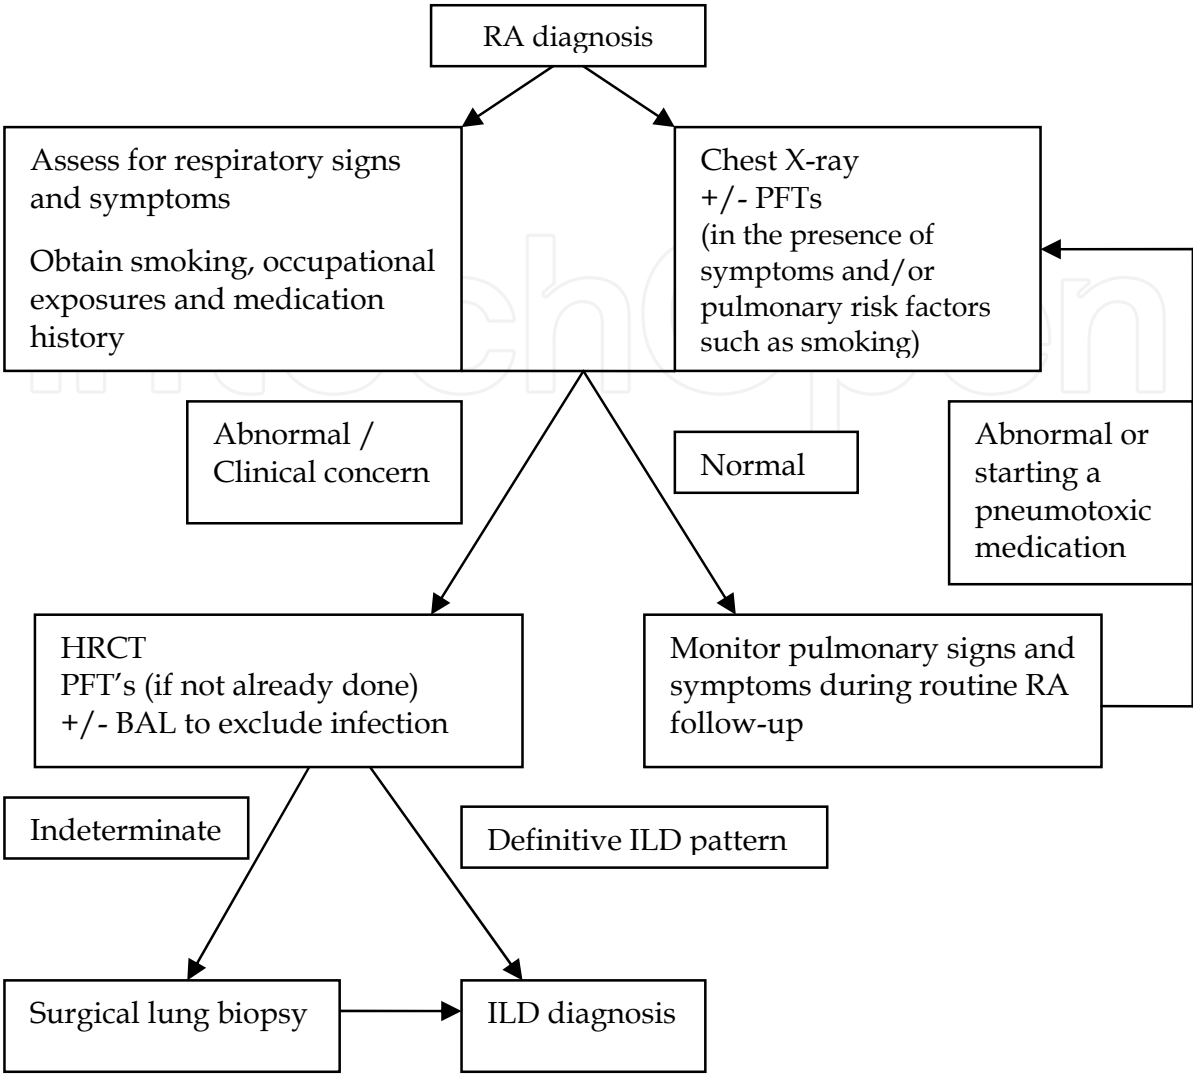 RA diagnosis
Assess for respiratory signs
and symptoms
Obtain smoking, occupational
exposures and medication
history
Chest X-ray
+/- PFTs
(in the presence of
symptoms and/or
pulmonary risk factors
such as smoking)
Abnormal /
Clinical concern
Normal
Abnormal or
starting a
pneumotoxic
medication
HRCT
PFT’s (if not already done)
+/- BAL to exclude infection
Monitor pulmonary signs and
symptoms during routine RA
follow-up
Indeterminate
Definitive ILD pattern
Surgical lung biopsy
ILD diagnosis
IntechOpen